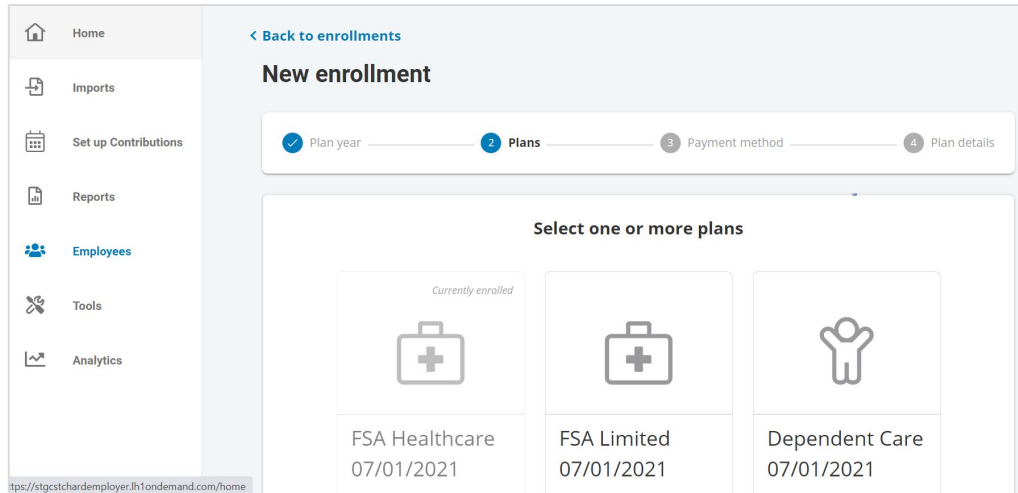 Home
Imports
Set up Contributions
Reports
Employees
Tools
Analytics
< Back to enrollments
New enrollment
Plan year 2 Plans 3 Payment method 4 Plan details
Select one or more plans
Currently enrolled
FSA Healthcare
07/01/2021
FSA Limited
07/01/2021
Dependent Care
07/01/2021
tps://stgcstchardemployer.lh1ondemand.com/home